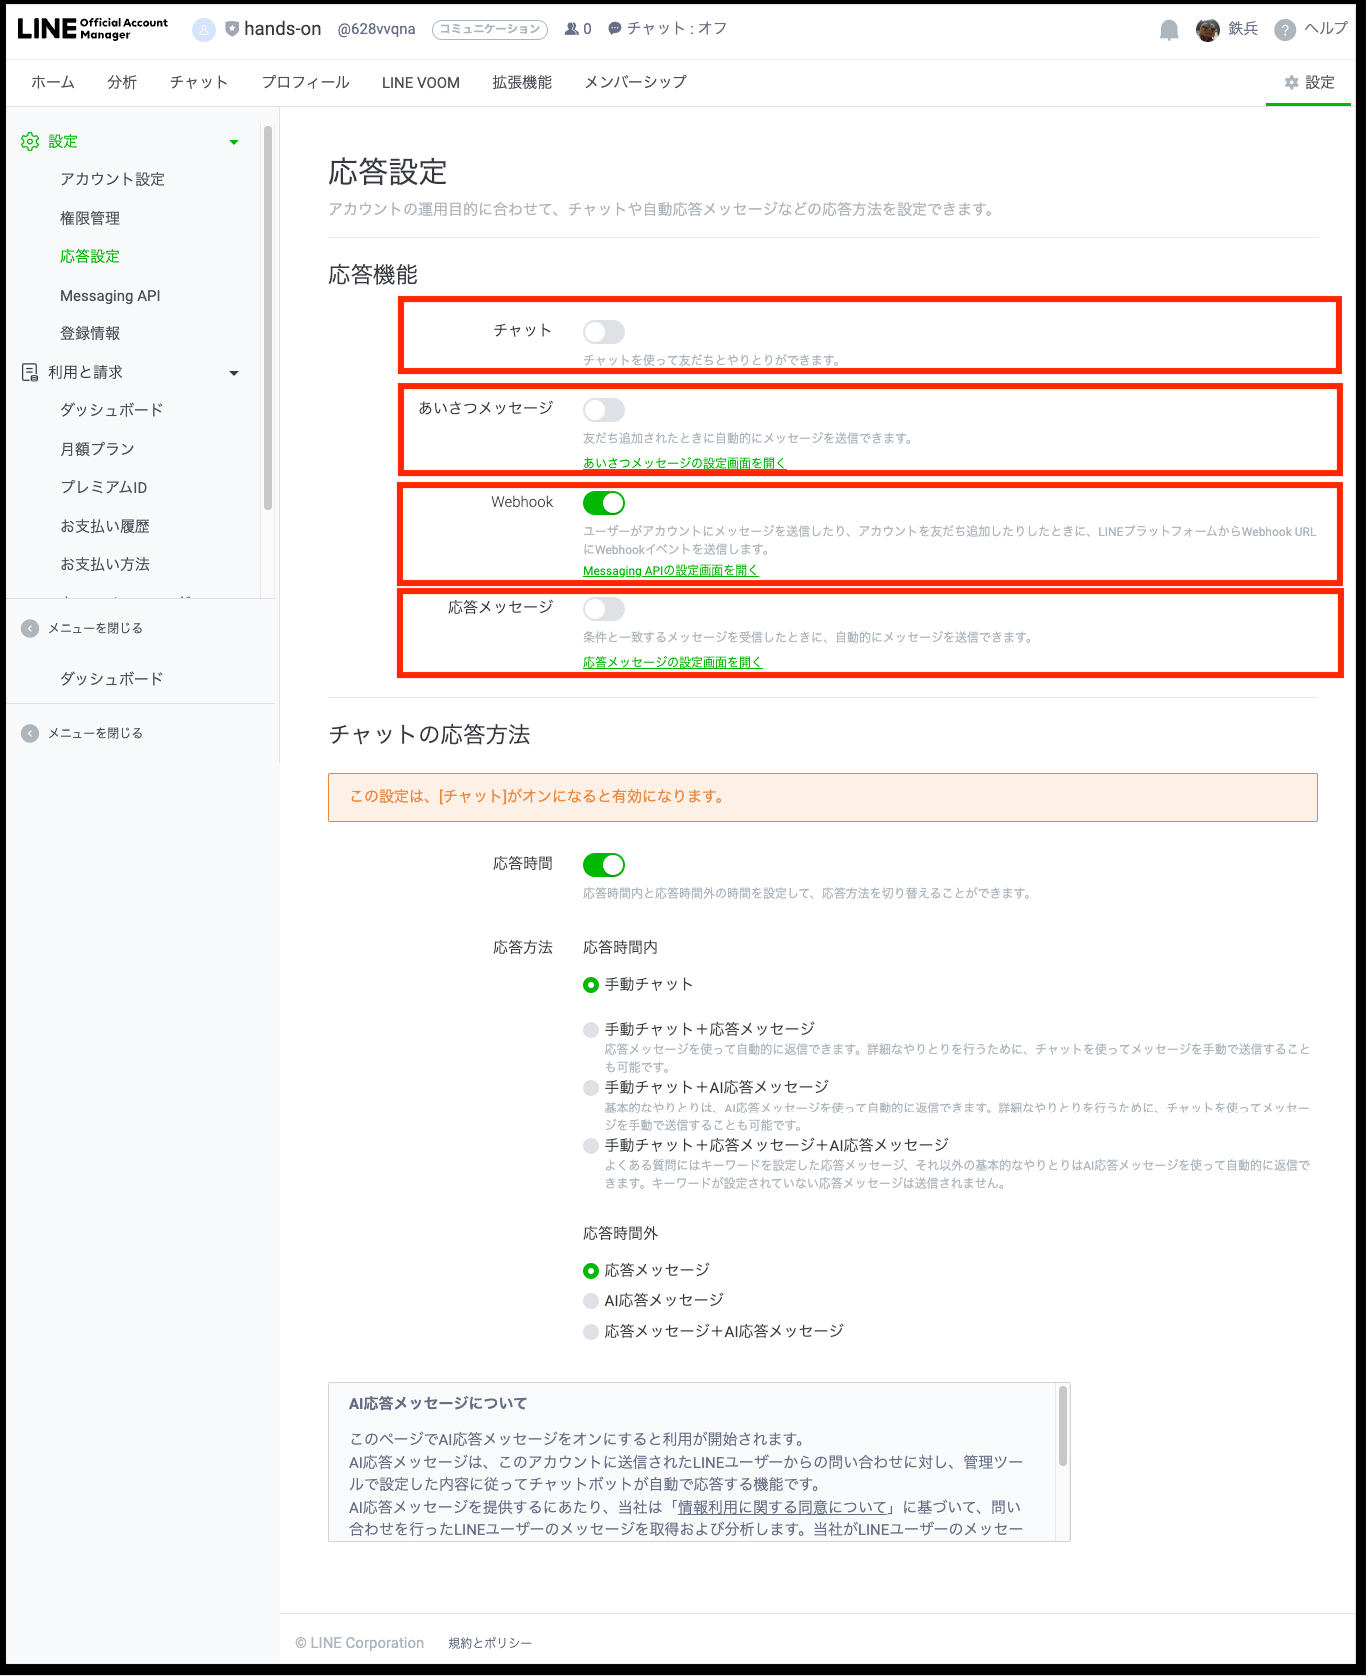 LINE Official Account Manager
hands-on @628vvqna コミュニケーション 0 チャット : オフ 鉄兵 ? ヘルプ
ホーム 分析 チャット プロフィール LINE VOOM 拡張機能 メンバーシップ 設定
設定
アカウント設定
権限管理
応答設定
Messaging API
登録情報
利用と請求
ダッシュボード
月額プラン
プレミアムID
お支払い履歴
お支払い方法
メニューを閉じる
ダッシュボード
メニューを閉じる
応答設定
アカウントの運用目的に合わせて、チャットや自動応答メッセージなどの応答方法を設定できます。
応答機能
チャット
チャットを使って友だちとやりとりができます。
あいさつメッセージ
友だち追加されたときに自動的にメッセージを送信できます。
あいさつメッセージの設定画面を開く
Webhook
ユーザーがアカウントにメッセージを送信したり、アカウントを友だち追加したりしたときに、LINEプラットフォームからWebhook URL
にWebhookイベントを送信します。
Messaging APIの設定画面を開く
応答メッセージ
条件と一致するメッセージを受信したときに、自動的にメッセージを送信できます。
応答メッセージの設定画面を開く
チャットの応答方法
この設定は、[チャット]がオンになると有効になります。
応答時間
応答時間内と応答時間外の時間を設定して、応答方法を切り替えることができます。
応答方法
応答時間内
手動チャット
手動チャット＋応答メッセージ
応答メッセージを使って自動的に返信できます。詳細なやりとりを行うために、チャットを使ってメッセージを手動で送信すること
も可能です。
手動チャット＋AI応答メッセージ
基本的なやりとりは、AI応答メッセージを使って自動的に返信できます。詳細なやりとりを行うために、チャットを使ってメッセー
ジを手動で送信することも可能です。
手動チャット＋応答メッセージ＋AI応答メッセージ
よくある質問にはキーワードを設定した応答メッセージ、それ以外の基本的なやりとりはAI応答メッセージを使って自動的に返信で
きます。キーワードが設定されていない応答メッセージは送信されません。
応答時間外
応答メッセージ
AI応答メッセージ
応答メッセージ＋AI応答メッセージ
AI応答メッセージについて
このページでAI応答メッセージをオンにすると利用が開始されます。
AI応答メッセージは、このアカウントに送信されたLINEユーザーからの問い合わせに対し、管理ツー
ルで設定した内容に従ってチャットボットが自動で応答する機能です。
AI応答メッセージを提供するにあたり、当社は「情報利用に関する同意について」に基づいて、問い
合わせを行ったLINEユーザーのメッセージを取得および分析します。当社がLINEユーザーのメッセー
© LINE Corporation 規約とポリシー